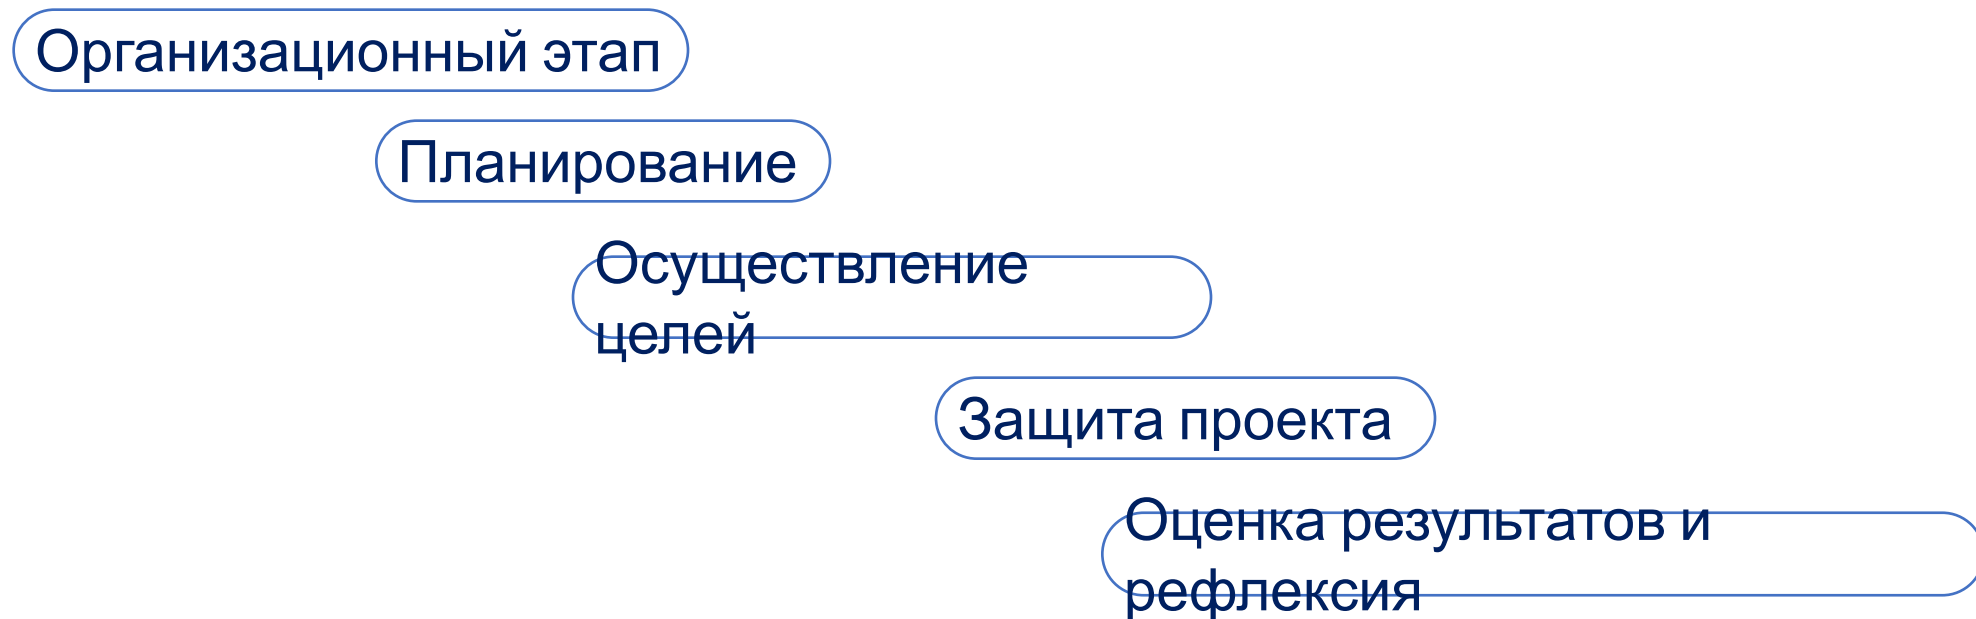 Организационный этап
Планирование
Осуществление
целей
Защита проекта
Оценка результатов и
рефлексия